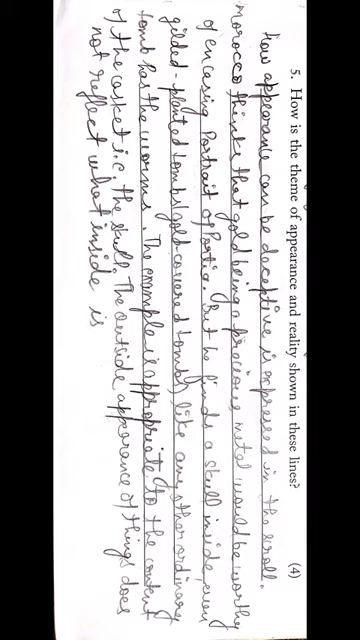 5. How is the theme of appearance and reality shown in these lines? (4)
How appearance can be deceptive is expressed in the scroll.
Morocco thinks that gold being a precious metal would be worthy
of encasing Portrait of Portia. But he finds a skull inside, even
gilded-planted tombs (gold-covered tombs) like any other ordinary
tomb has the worms. The example is appropriate to the content
of the casket i.e. the skull. The outside appearance of things does
not reflect what inside is